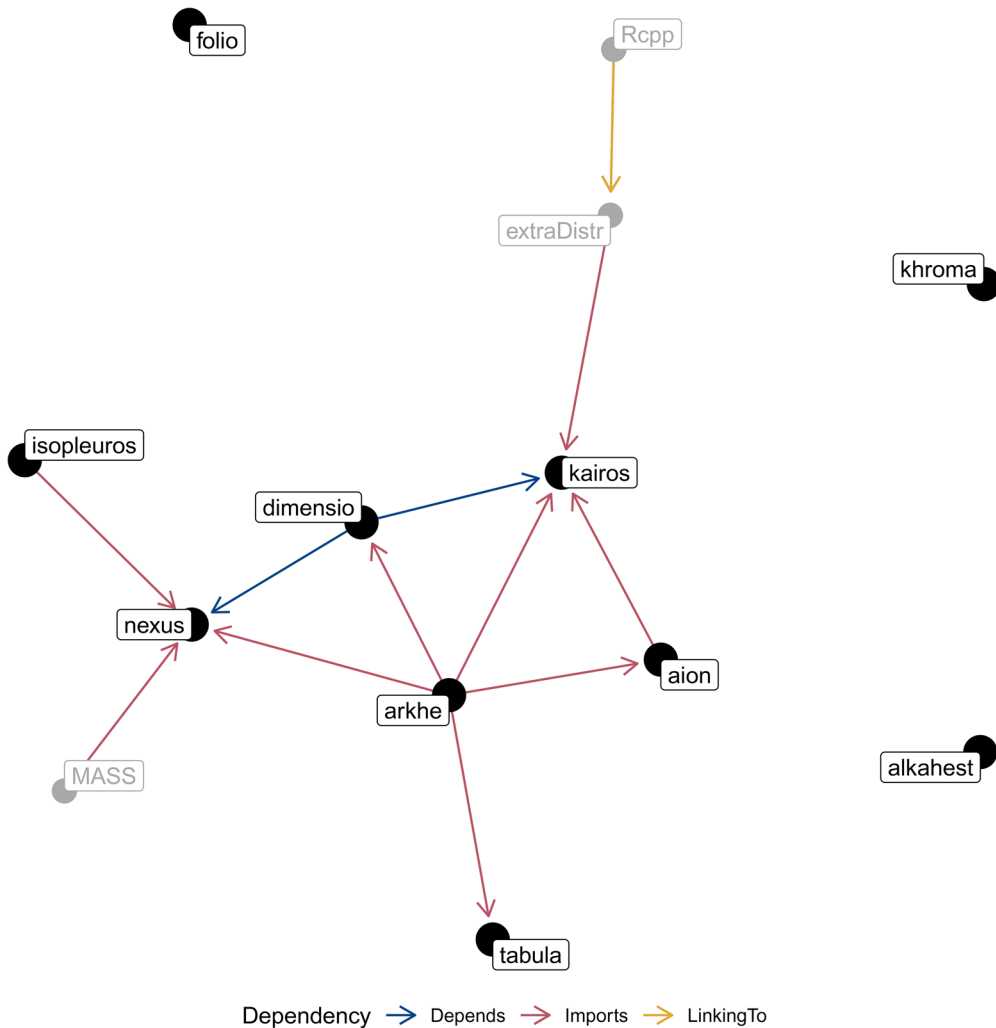 folio
Rcpp
extraDistr
khroma
isopleuros
kairos
dimensio
nexus
aion
arkhe
MASS
alkahest
tabula
Dependency Depends Imports LinkingTo